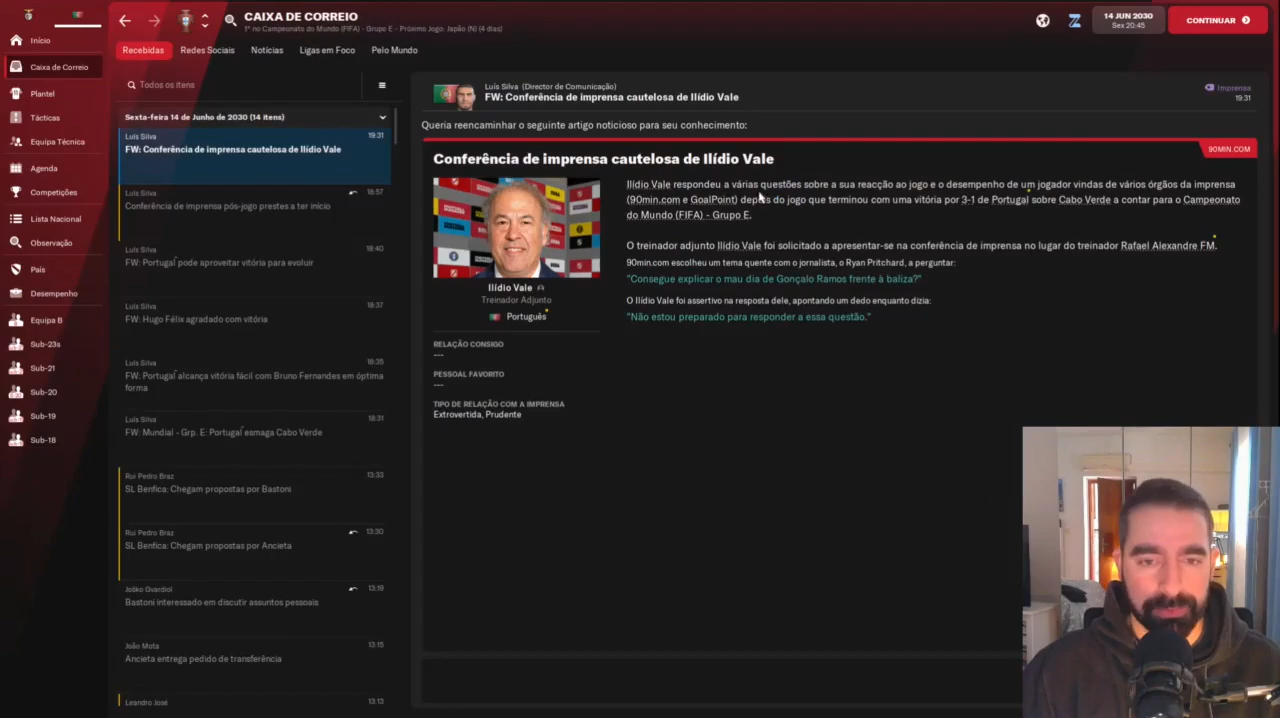 CAIXA DE CORREIO
1º no Campeonato do Mundo (FIFA) - Grupo E - Próximo Jogo: Japão (N) (4 dias)
14 JUN 2030
Sex 20:45
CONTINUAR
Início
Caixa de Correio
Plantel
Tácticas
Equipa Técnica
Agenda
Competições
Lista Nacional
Observação
País
Desempenho
Equipa B
Sub-23s
Sub-21
Sub-20
Sub-19
Sub-18
Recebidas
Redes Sociais
Notícias
Ligas em Foco
Pelo Mundo
Todos os itens
Sexta-feira 14 de Junho de 2030 (14 itens)
Luís Silva
19:31
FW: Conferência de imprensa cautelosa de Ilídio Vale
Luís Silva
18:57
Conferência de imprensa pós-jogo prestes a ter início
Luís Silva
18:40
FW: Portugal pode aproveitar vitória para evoluir
Luís Silva
18:37
FW: Hugo Félix agradado com vitória
Luís Silva
18:35
FW: Portugal alcança vitória fácil com Bruno Fernandes em óptima
forma
Luís Silva
18:31
FW: Mundial - Grp. E: Portugal esmaga Cabo Verde
Rui Pedro Braz
13:33
SL Benfica: Chegam propostas por Bastoni
Rui Pedro Braz
13:30
SL Benfica: Chegam propostas por Ancieta
Joško Gvardiol
13:19
Bastoni interessado em discutir assuntos pessoais
João Mota
13:15
Ancieta entrega pedido de transferência
Leandro José
13:13
Luís Silva (Director de Comunicação)
FW: Conferência de imprensa cautelosa de Ilídio Vale
Imprensa
19:31
Queria reencaminhar o seguinte artigo noticioso para seu conhecimento:
90MIN.COM
Conferência de imprensa cautelosa de Ilídio Vale
Ilídio Vale
Treinador Adjunto
Português
RELAÇÃO CONSIGO
---
PESSOAL FAVORITO
---
TIPO DE RELAÇÃO COM A IMPRENSA
Extrovertida, Prudente
Ilídio Vale respondeu a várias questões sobre a sua reacção ao jogo e o desempenho de um jogador vindas de vários órgãos da imprensa
(90min.com e GoalPoint) depois do jogo que terminou com uma vitória por 3-1 de Portugal sobre Cabo Verde a contar para o Campeonato
do Mundo (FIFA) - Grupo E.
O treinador adjunto Ilídio Vale foi solicitado a apresentar-se na conferência de imprensa no lugar do treinador Rafael Alexandre FM.
90min.com escolheu um tema quente com o jornalista, o Ryan Pritchard, a perguntar:
"Consegue explicar o mau dia de Gonçalo Ramos frente à baliza?"
O Ilídio Vale foi assertivo na resposta dele, apontando um dedo enquanto dizia:
"Não estou preparado para responder a essa questão."